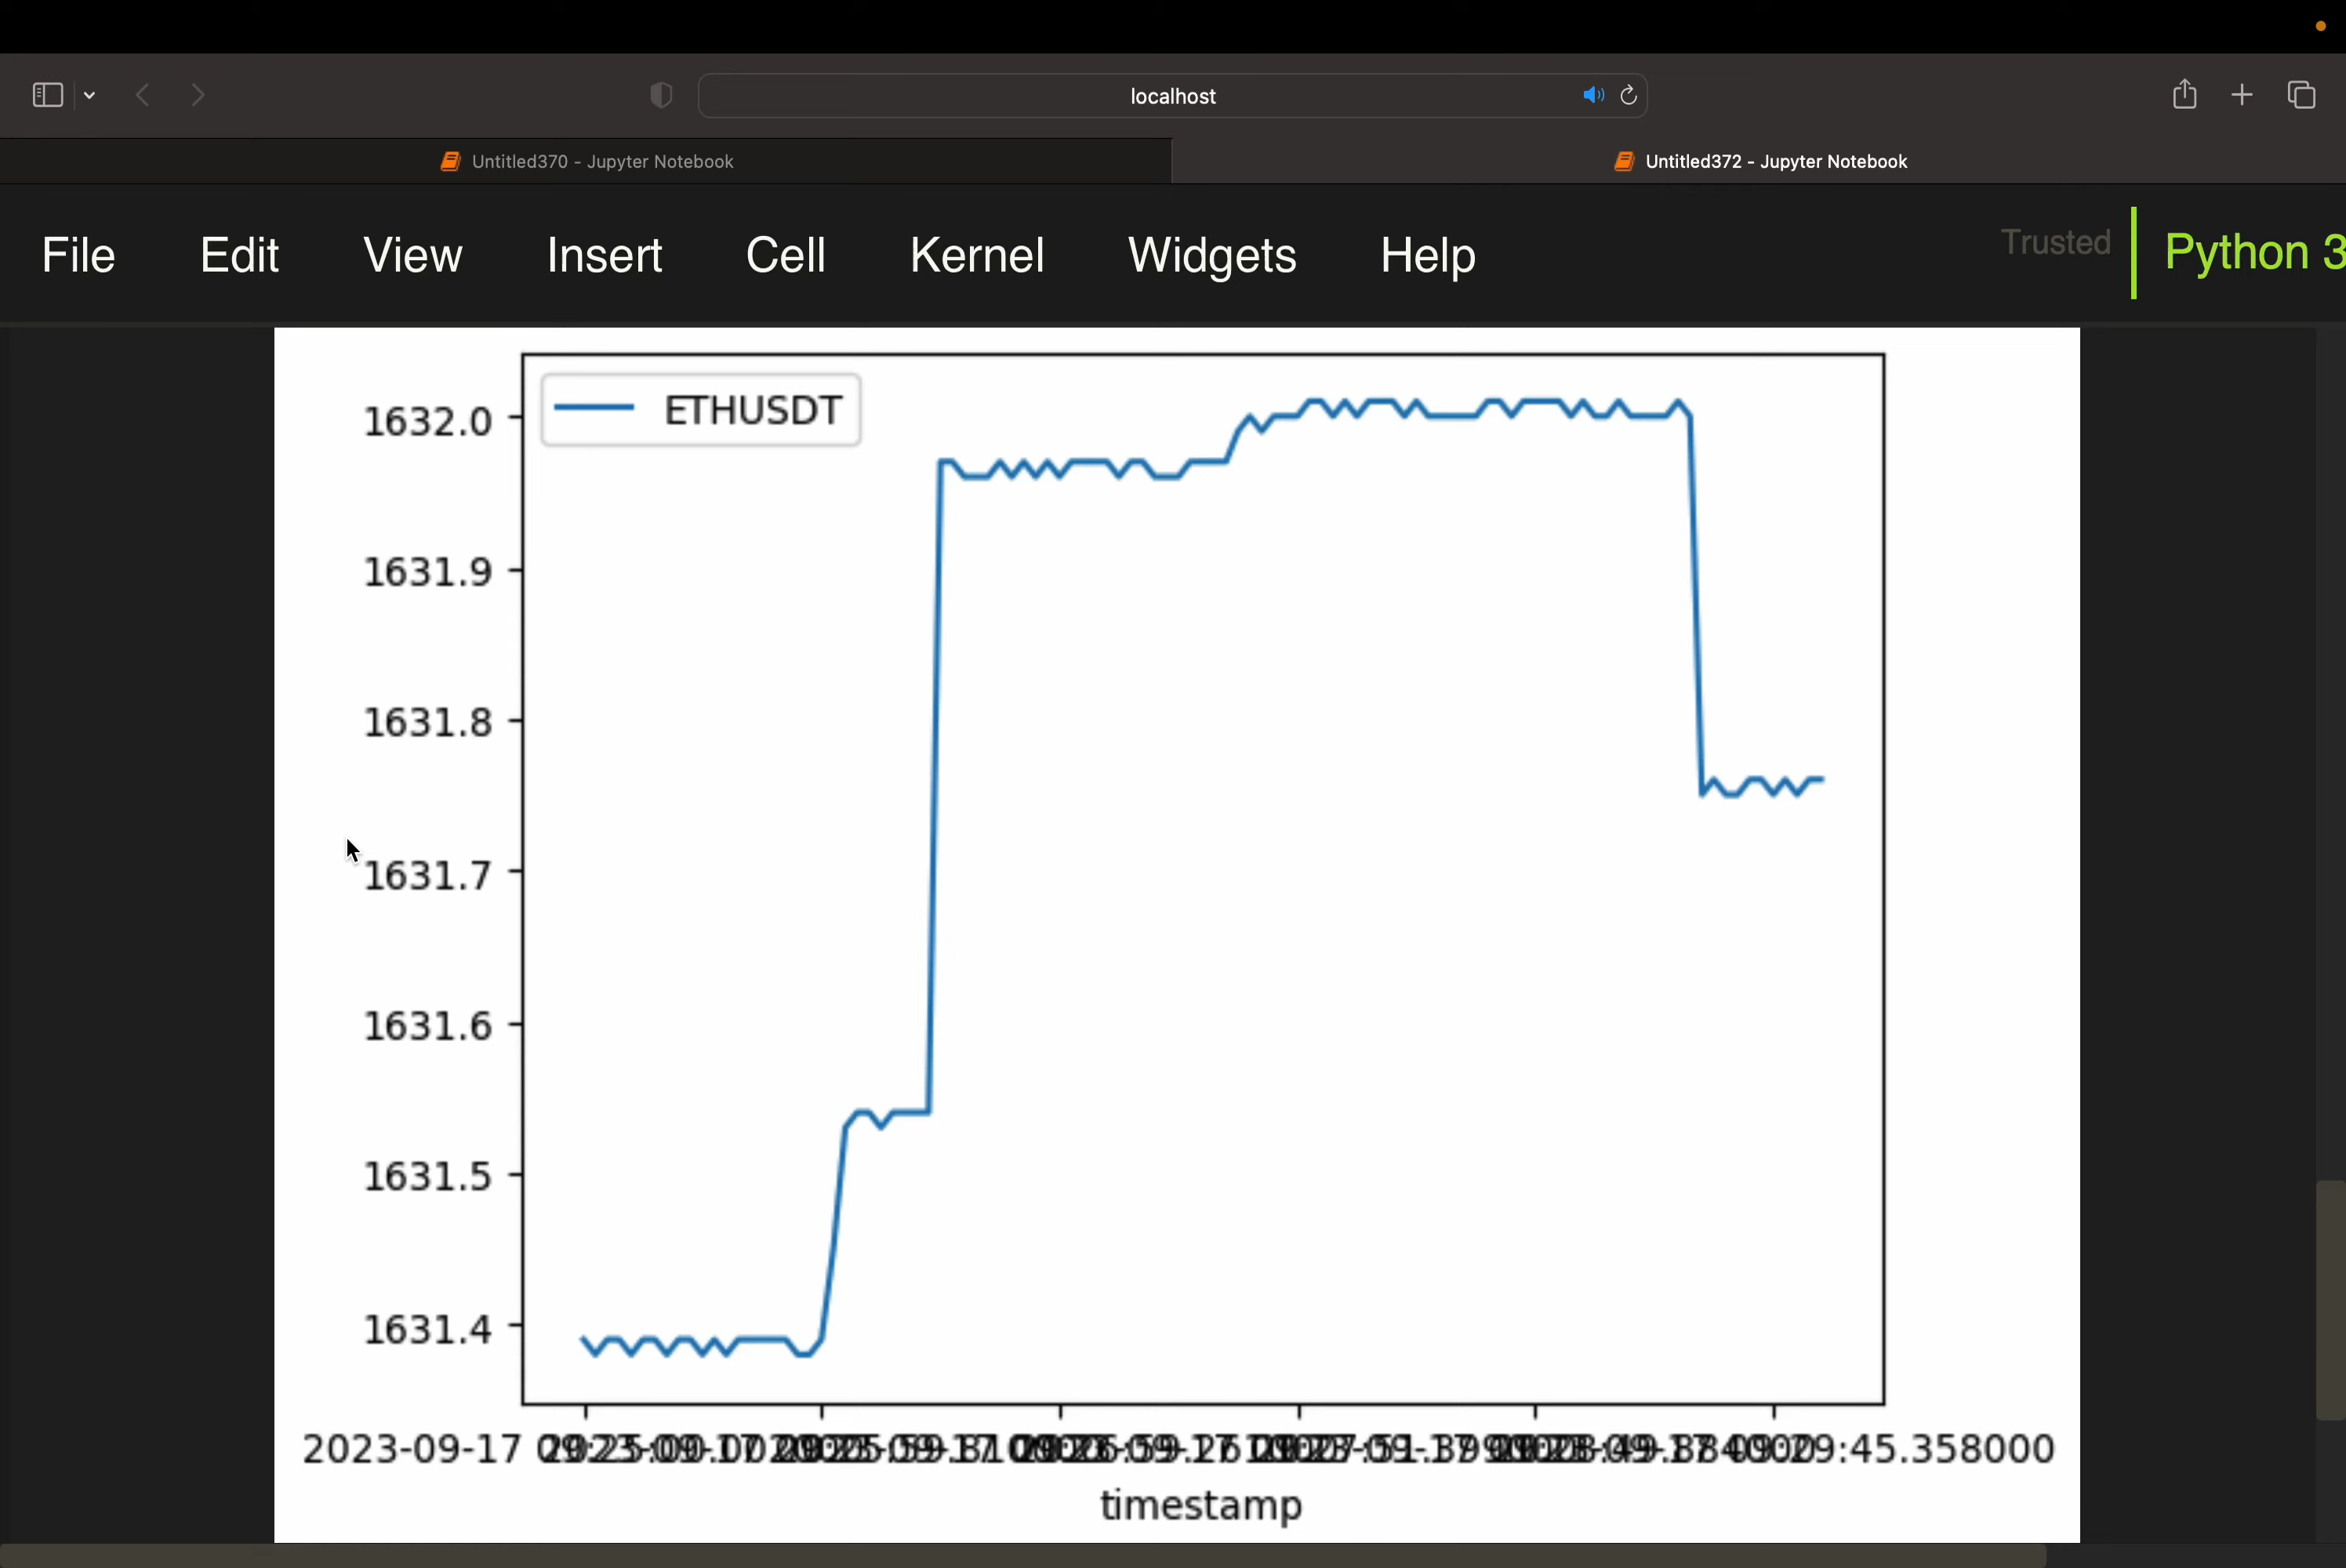 localhost
Untitled370 - Jupyter Notebook
Untitled372 - Jupyter Notebook
File Edit View Insert Cell Kernel Widgets Help Trusted Python 3
ETHUSDT
1632.0
1631.9
1631.8
1631.7
1631.6
1631.5
1631.4
2023-09-17 :45.358000
timestamp